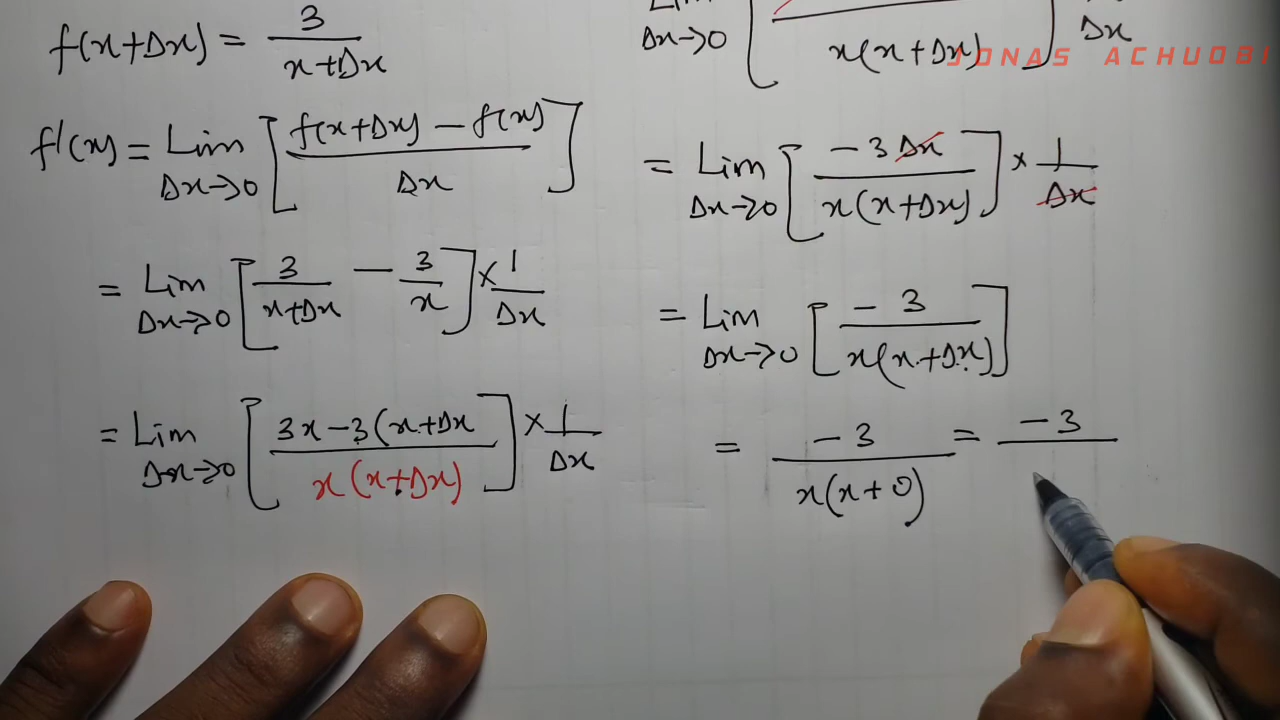 f(x+Δx) = 3/(x+Δx)
f'(x) = Lim Δx→0 [(f(x+Δx) − f(x))/Δx]
= Lim Δx→0 [3/(x+Δx) − 3/x] × 1/Δx
= Lim Δx→0 [(3x−3(x+Δx)/(x(x+Δx))] × 1/Δx
Δx→0 [x(x+Δx)] Δx
JONAS ACHUOBI
= Lim Δx→0 [−3Δx/(x(x+Δx))] × 1/Δx
= Lim Δx→0 [−3/(x(x+Δx))]
= −3/(x(x+0)) = −3